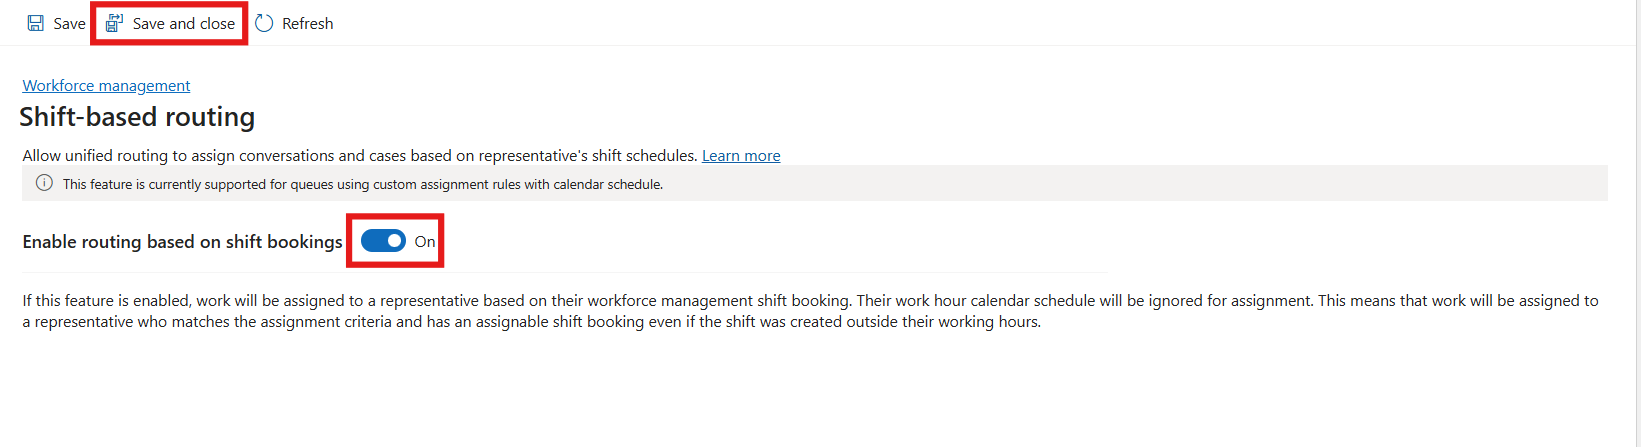 Save Save and close Refresh
Workforce management
Shift-based routing
Allow unified routing to assign conversations and cases based on representative's shift schedules. Learn more
This feature is currently supported for queues using custom assignment rules with calendar schedule.
Enable routing based on shift bookings On
If this feature is enabled, work will be assigned to a representative based on their workforce management shift booking. Their work hour calendar schedule will be ignored for assignment. This means that work will be assigned to
a representative who matches the assignment criteria and has an assignable shift booking even if the shift was created outside their working hours.